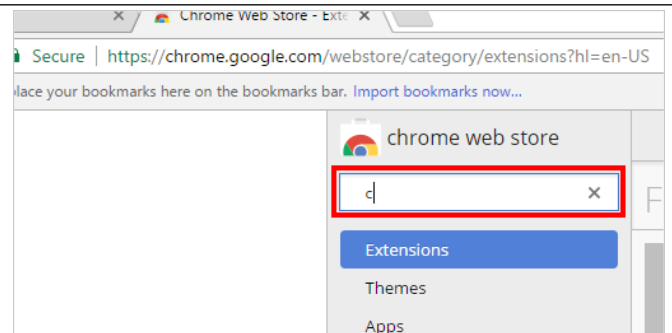 Chrome Web Store - Exte
Secure | https://chrome.google.com/webstore/category/extensions?hl=en-US
lace your bookmarks here on the bookmarks bar. Import bookmarks now...
chrome web store
c
F
Extensions
Themes
Apps